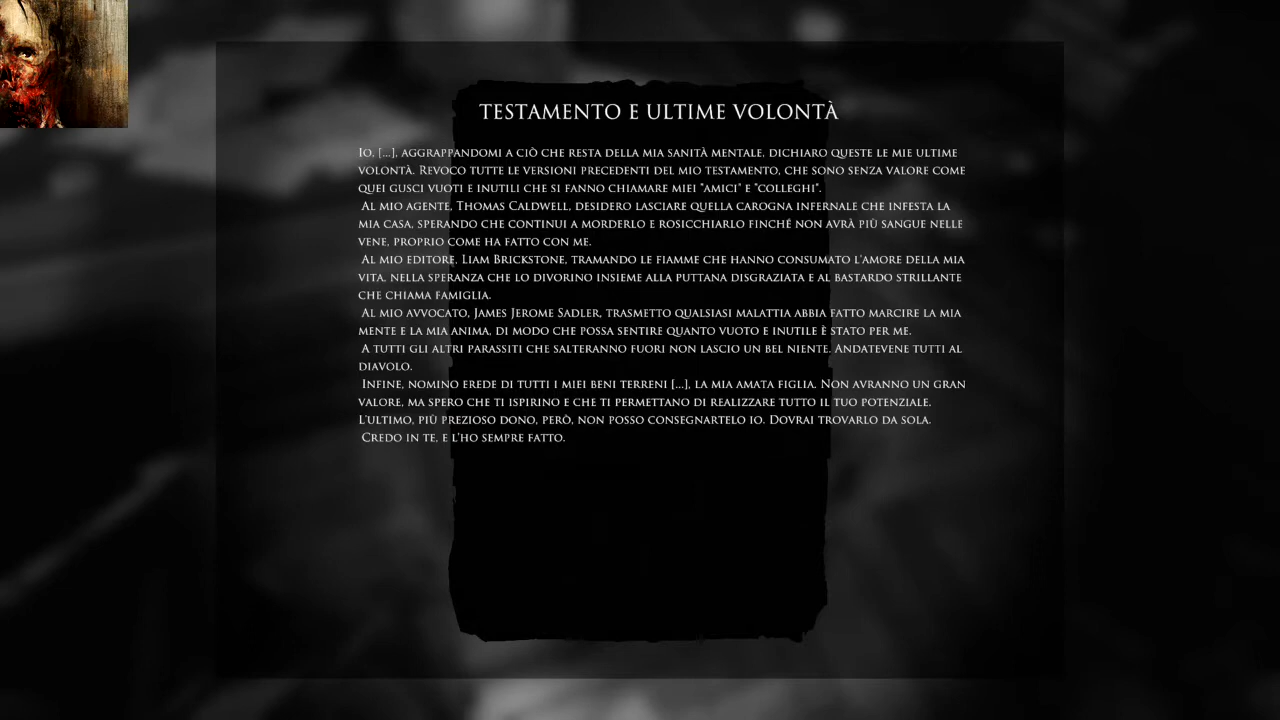 TESTAMENTO E ULTIME VOLONTÀ
Io, [...], aggrappandomi a ciò che resta della mia sanità mentale, dichiaro queste le mie ultime
volontà. Revoco tutte le versioni precedenti del mio testamento, che sono senza valore come
quei gusci vuoti e inutili che si fanno chiamare miei "amici" e "colleghi".
Al mio agente, Thomas Caldwell, desidero lasciare quella carogna infernale che infesta la
mia casa, sperando che continui a morderlo e rosicchiarlo finché non avrà più sangue nelle
vene, proprio come ha fatto con me.
Al mio editore, Liam Brickstone, tramando le fiamme che hanno consumato l'amore della mia
vita, nella speranza che lo divorino insieme alla puttana disgraziata e al bastardo strillante
che chiama famiglia.
Al mio avvocato, James Jerome Sadler, trasmetto qualsiasi malattia abbia fatto marcire la mia
mente e la mia anima, di modo che possa sentire quanto vuoto e inutile è stato per me.
A tutti gli altri parassiti che salteranno fuori non lascio un bel niente. Andatevene tutti al
diavolo.
Infine, nomino erede di tutti i miei beni terreni [...], la mia amata figlia. Non avranno un gran
valore, ma spero che ti ispirino e che ti permettano di realizzare tutto il tuo potenziale.
L'ultimo, più prezioso dono, però, non posso consegnartelo io. Dovrai trovarlo da sola.
Credo in te, e l'ho sempre fatto.